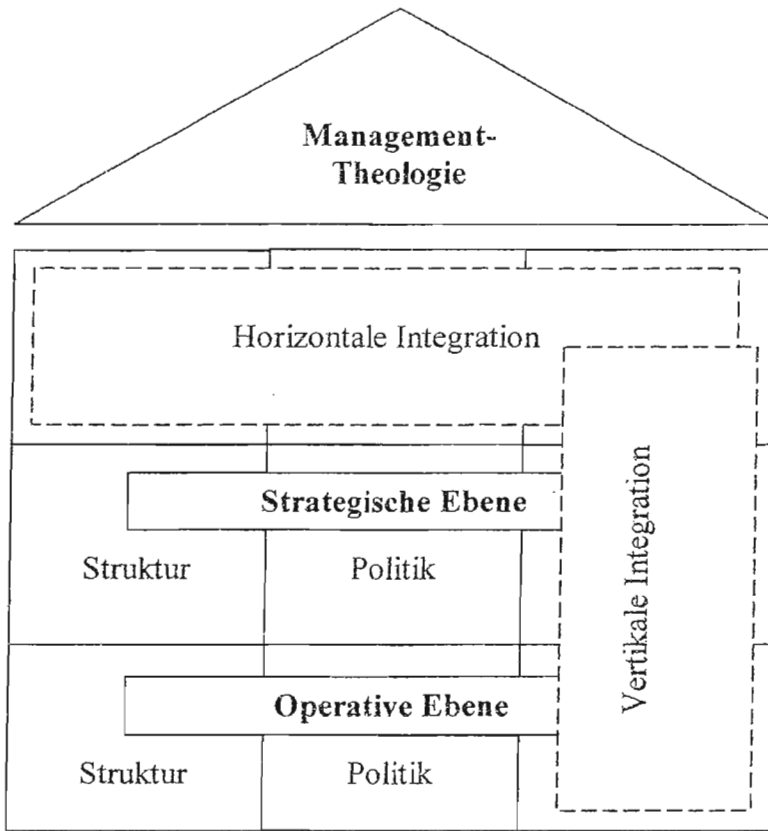 Management-
Theologie
Horizontale Integration
Strategische Ebene
Struktur Politik
Vertikale Integration
Operative Ebene
Struktur Politik